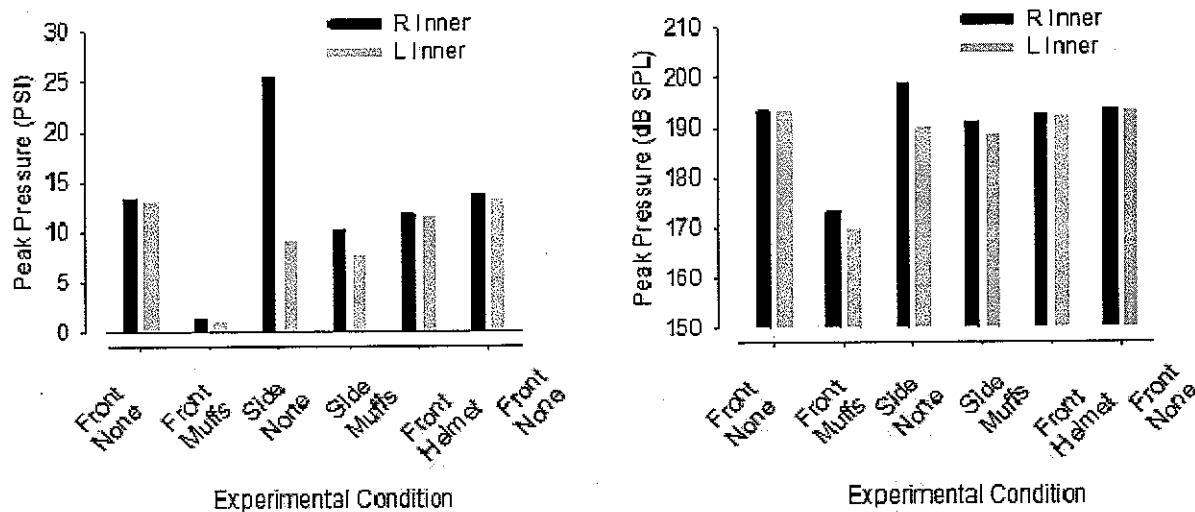 R Inner
L Inner
Peak Pressure (PSI)
30
25
20
15
10
5
0
Front None
Front Muffs
Side None
Side Muffs
Front Helmet
Front None
Experimental Condition
R Inner
L Inner
Peak Pressure (dB SPL)
210
200
190
180
170
160
150
Front None
Front Muffs
Side None
Side Muffs
Front Helmet
Front None
Experimental Condition